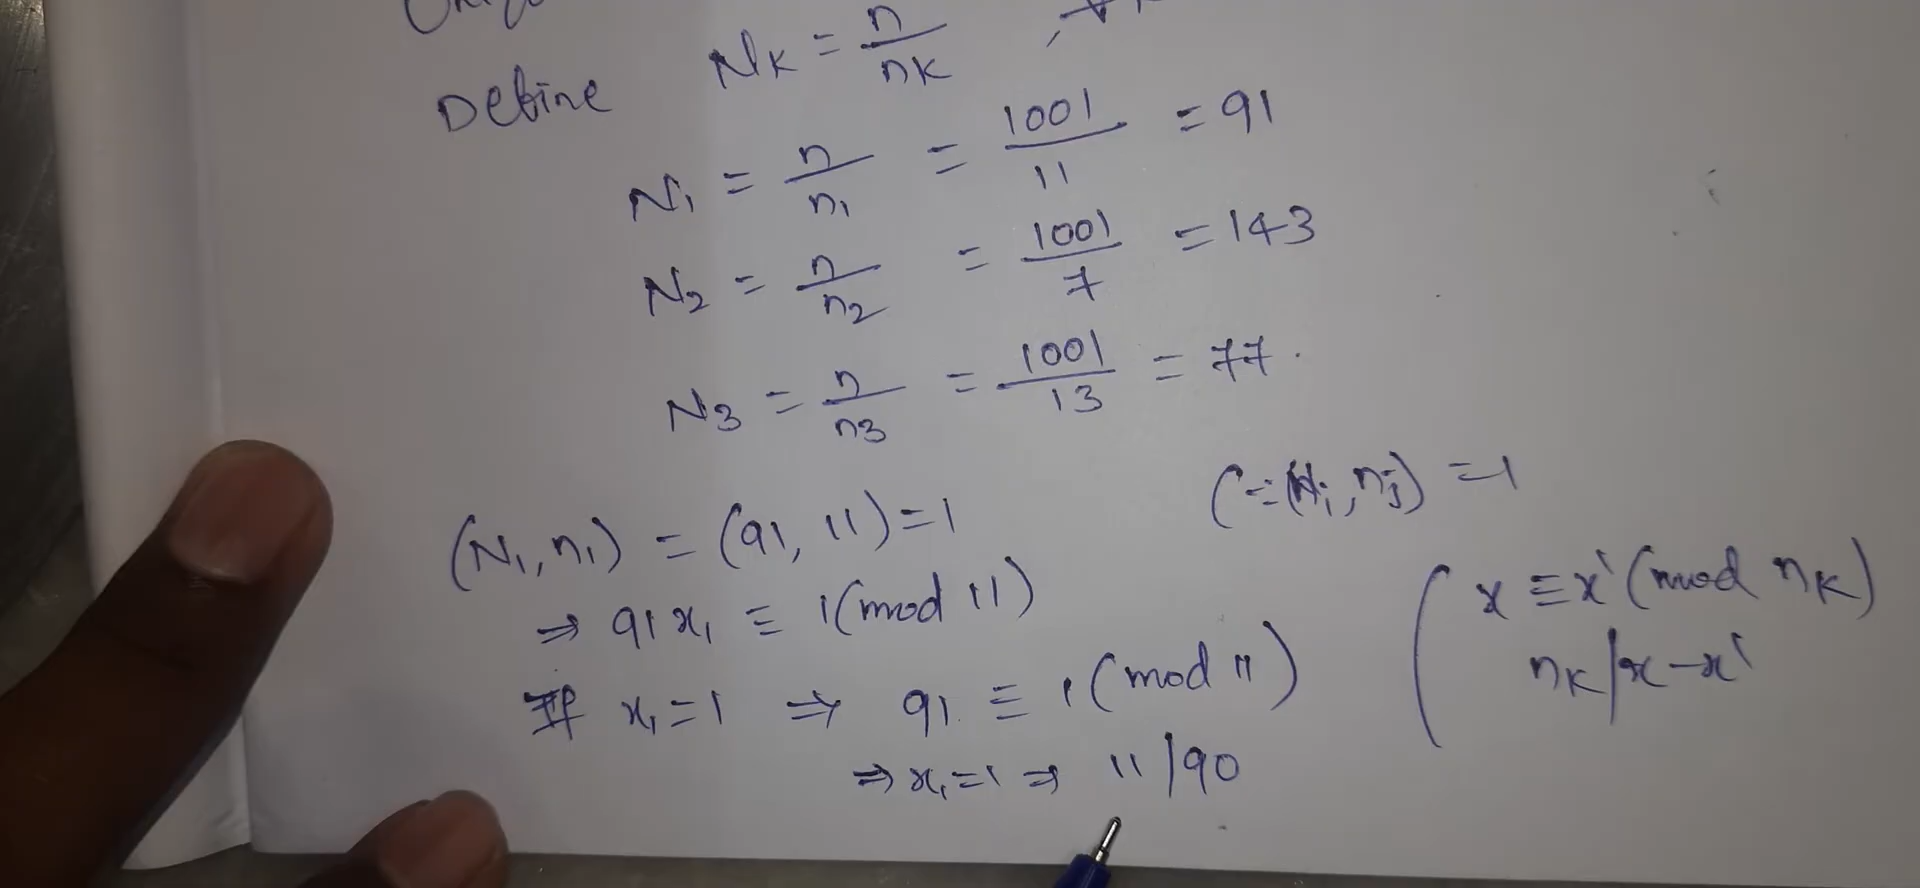 Define N_K = n/n_K
N_1 = n/n_1 = 1001/11 = 91
N_2 = n/n_2 = 1001/7 = 143
N_3 = n/n_3 = 1001/13 = 77.
(N_1, n_1) = (91, 11) = 1
(∵ (N_i, n_j) = 1
⇒ 91 x_1 ≡ 1 (mod 11)
x ≡ x' (mod n_K)
If x_1 = 1 ⇒ 91 ≡ 1 (mod 11)
n_K | x - x'
⇒ x_1 = 1 ⇒ 11 | 90